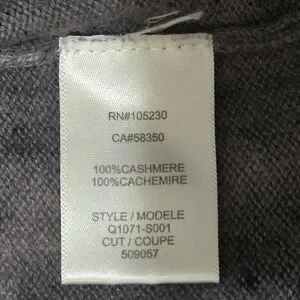 RN#105230
CA#58350
100%CASHMERE
100%CACHEMIRE
STYLE / MODELE
Q1071-S001
CUT / COUPE
509057